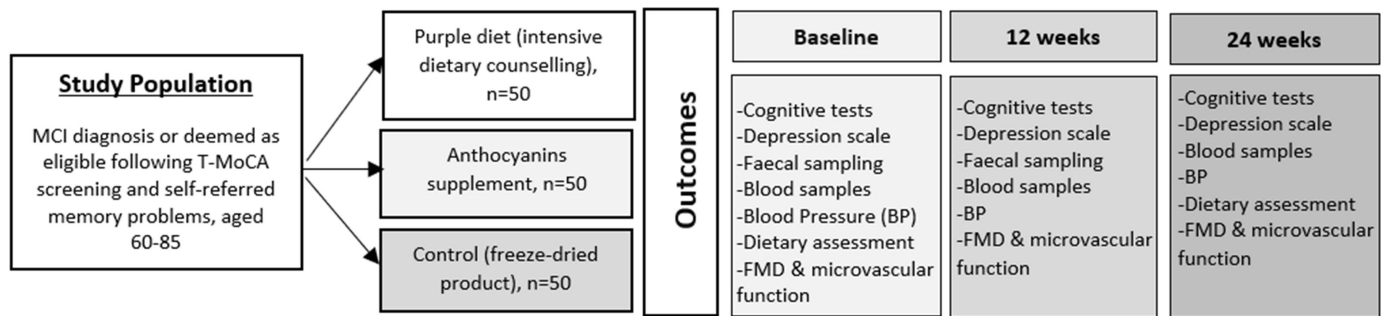 Study Population
MCI diagnosis or deemed as
eligible following T-MoCA
screening and self-referred
memory problems, aged
60-85
Purple diet (intensive
dietary counselling),
n=50
Anthocyanins
supplement, n=50
Control (freeze-dried
product), n=50
Outcomes
Baseline
-Cognitive tests
-Depression scale
-Faecal sampling
-Blood samples
-Blood Pressure (BP)
-Dietary assessment
-FMD & microvascular
function
12 weeks
-Cognitive tests
-Depression scale
-Faecal sampling
-Blood samples
-BP
-FMD & microvascular
function
24 weeks
-Cognitive tests
-Depression scale
-Blood samples
-BP
-Dietary assessment
-FMD & microvascular
function